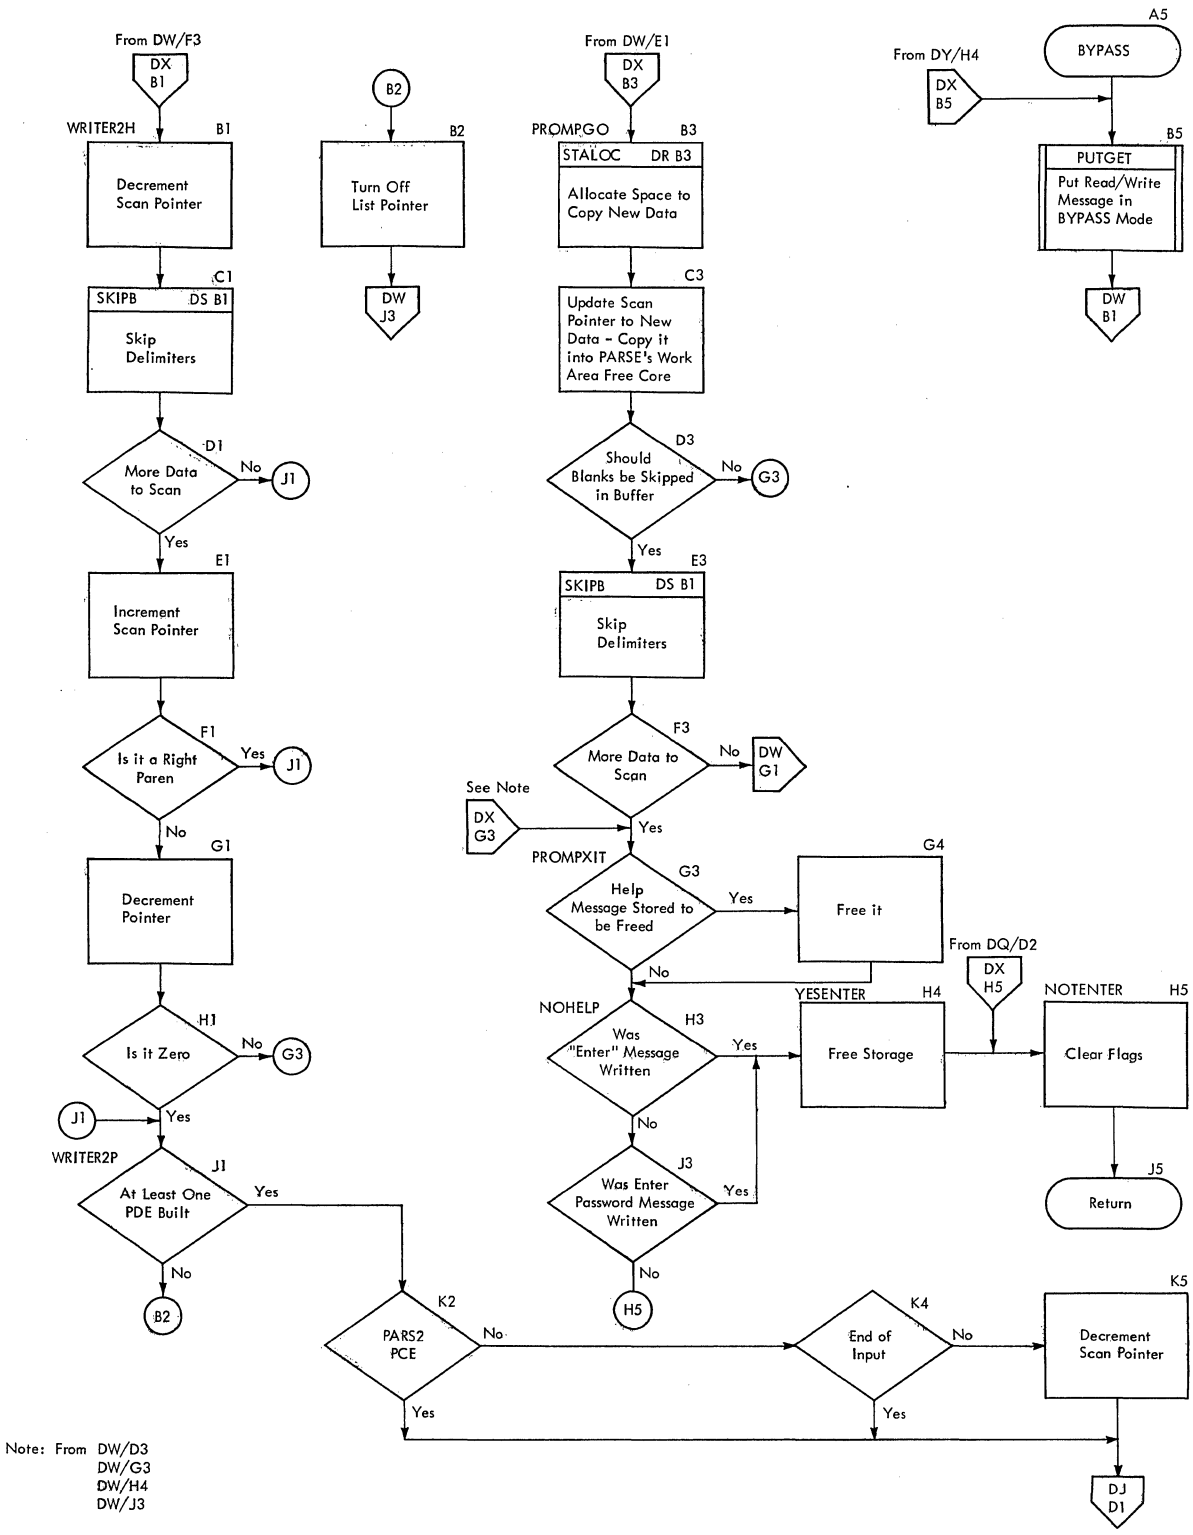 From DW/F3
DX
B1
WRITER2H
B1
Decrement
Scan Pointer
C1
SKIPB DS B1
Skip
Delimiters
D1
More Data
to Scan
No
J1
Yes
E1
Increment
Scan Pointer
F1
Is it a Right
Paren
Yes
J1
No
G1
Decrement
Pointer
H1
Is it Zero
No
G3
J1
Yes
WRITER2P
J1
At Least One
PDE Built
Yes
No
B2
B2
B2
Turn Off
List Pointer
DW
J3
From DW/E1
DX
B3
PROMPGO
B3
STALOC DR B3
Allocate Space to
Copy New Data
C3
Update Scan
Pointer to New
Data - Copy it
into PARSE's Work
Area Free Core
D3
Should
Blanks be Skipped
in Buffer
No
G3
Yes
E3
SKIPB DS B1
Skip
Delimiters
F3
More Data to
Scan
No
DW
G1
See Note
DX
G3
Yes
PROMPXIT
G3
Help
Message Stored to
be Freed
Yes
G4
Free it
No
NOHELP
H3
Was
"Enter" Message
Written
Yes
YESENTER
H4
Free Storage
From DQ/D2
DX
H5
NOTENTER
H5
Clear Flags
J5
Return
No
J3
Was Enter
Password Message
Written
Yes
No
H5
A5
BYPASS
From DY/H4
DX
B5
B5
PUTGET
Put Read/Write
Message in
BYPASS Mode
DW
B1
K2
PARS2
PCE
No
Yes
K4
End of
Input
No
Yes
K5
Decrement
Scan Pointer
DJ
D1
Note: From DW/D3
DW/G3
DW/H4
DW/J3